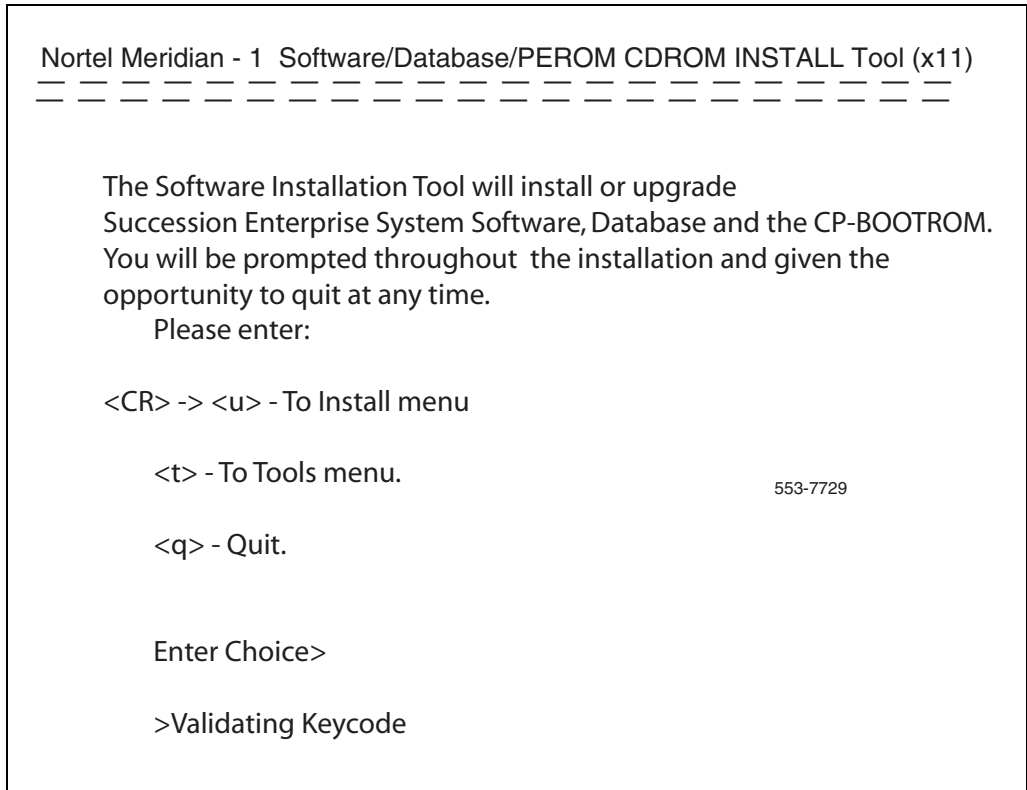 Nortel Meridian - 1 Software/Database/PEROM CDROM INSTALL Tool (x11)
The Software Installation Tool will install or upgrade
Succession Enterprise System Software, Database and the CP-BOOTROM.
You will be prompted throughout the installation and given the
opportunity to quit at any time.
Please enter:
<CR> -> <u> - To Install menu
<t> - To Tools menu.
553-7729
<q> - Quit.
Enter Choice>
>Validating Keycode